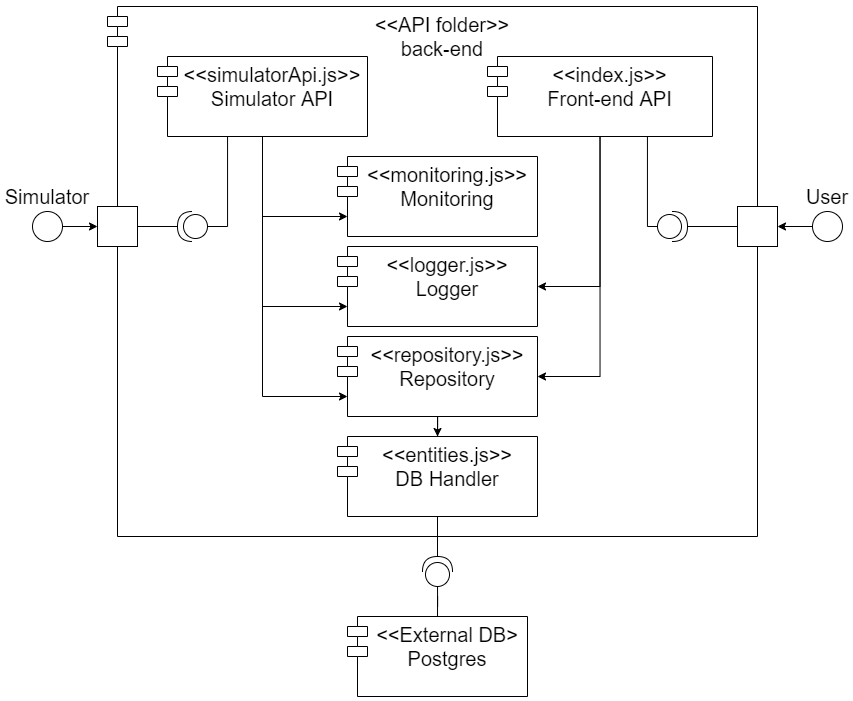 <<API folder>>
back-end
<<simulatorApi.js>>
Simulator API
<<index.js>>
Front-end API
<<monitoring.js>>
Monitoring
Simulator
User
<<logger.js>>
Logger
<<repository.js>>
Repository
<<entities.js>>
DB Handler
<<External DB>
Postgres